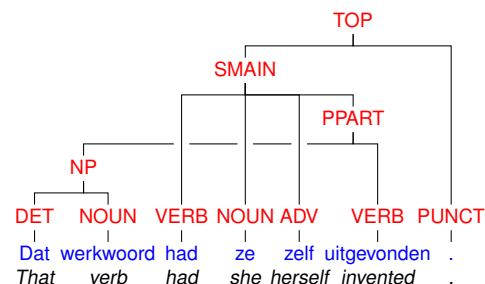 TOP
SMAIN
PPART
NP
DET NOUN VERB NOUN ADV VERB PUNCT
Dat werkwoord had ze zelf uitgevonden .
That verb had she herself invented .